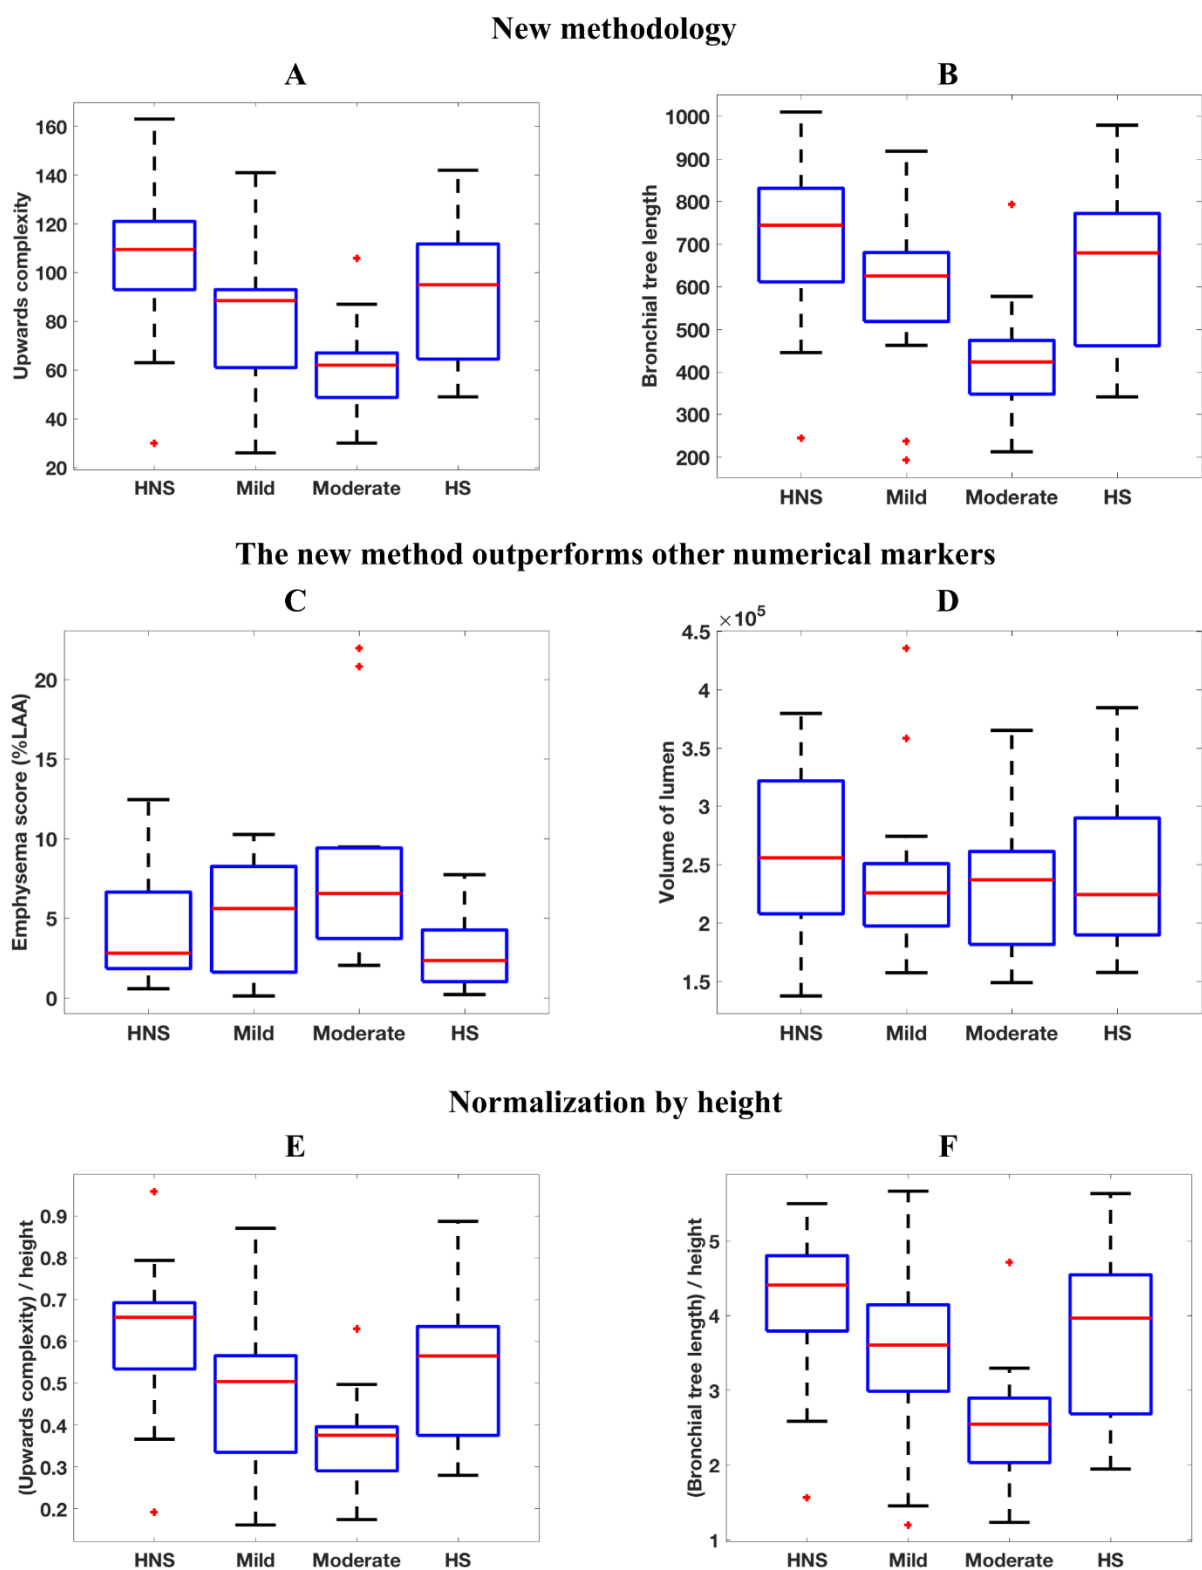 New methodology
A
B
Upwards complexity
160
140
120
100
80
60
40
20
HNS Mild Moderate HS
Bronchial tree length
1000
900
800
700
600
500
400
300
200
HNS Mild Moderate HS
The new method outperforms other numerical markers
C
D
Emphysema score (%LAA)
20
15
10
5
0
HNS Mild Moderate HS
×10⁵
Volume of lumen
4.5
4
3.5
3
2.5
2
1.5
HNS Mild Moderate HS
Normalization by height
E
F
(Upwards complexity) / height
0.9
0.8
0.7
0.6
0.5
0.4
0.3
0.2
HNS Mild Moderate HS
(Bronchial tree length) / height
5
4
3
2
1
HNS Mild Moderate HS